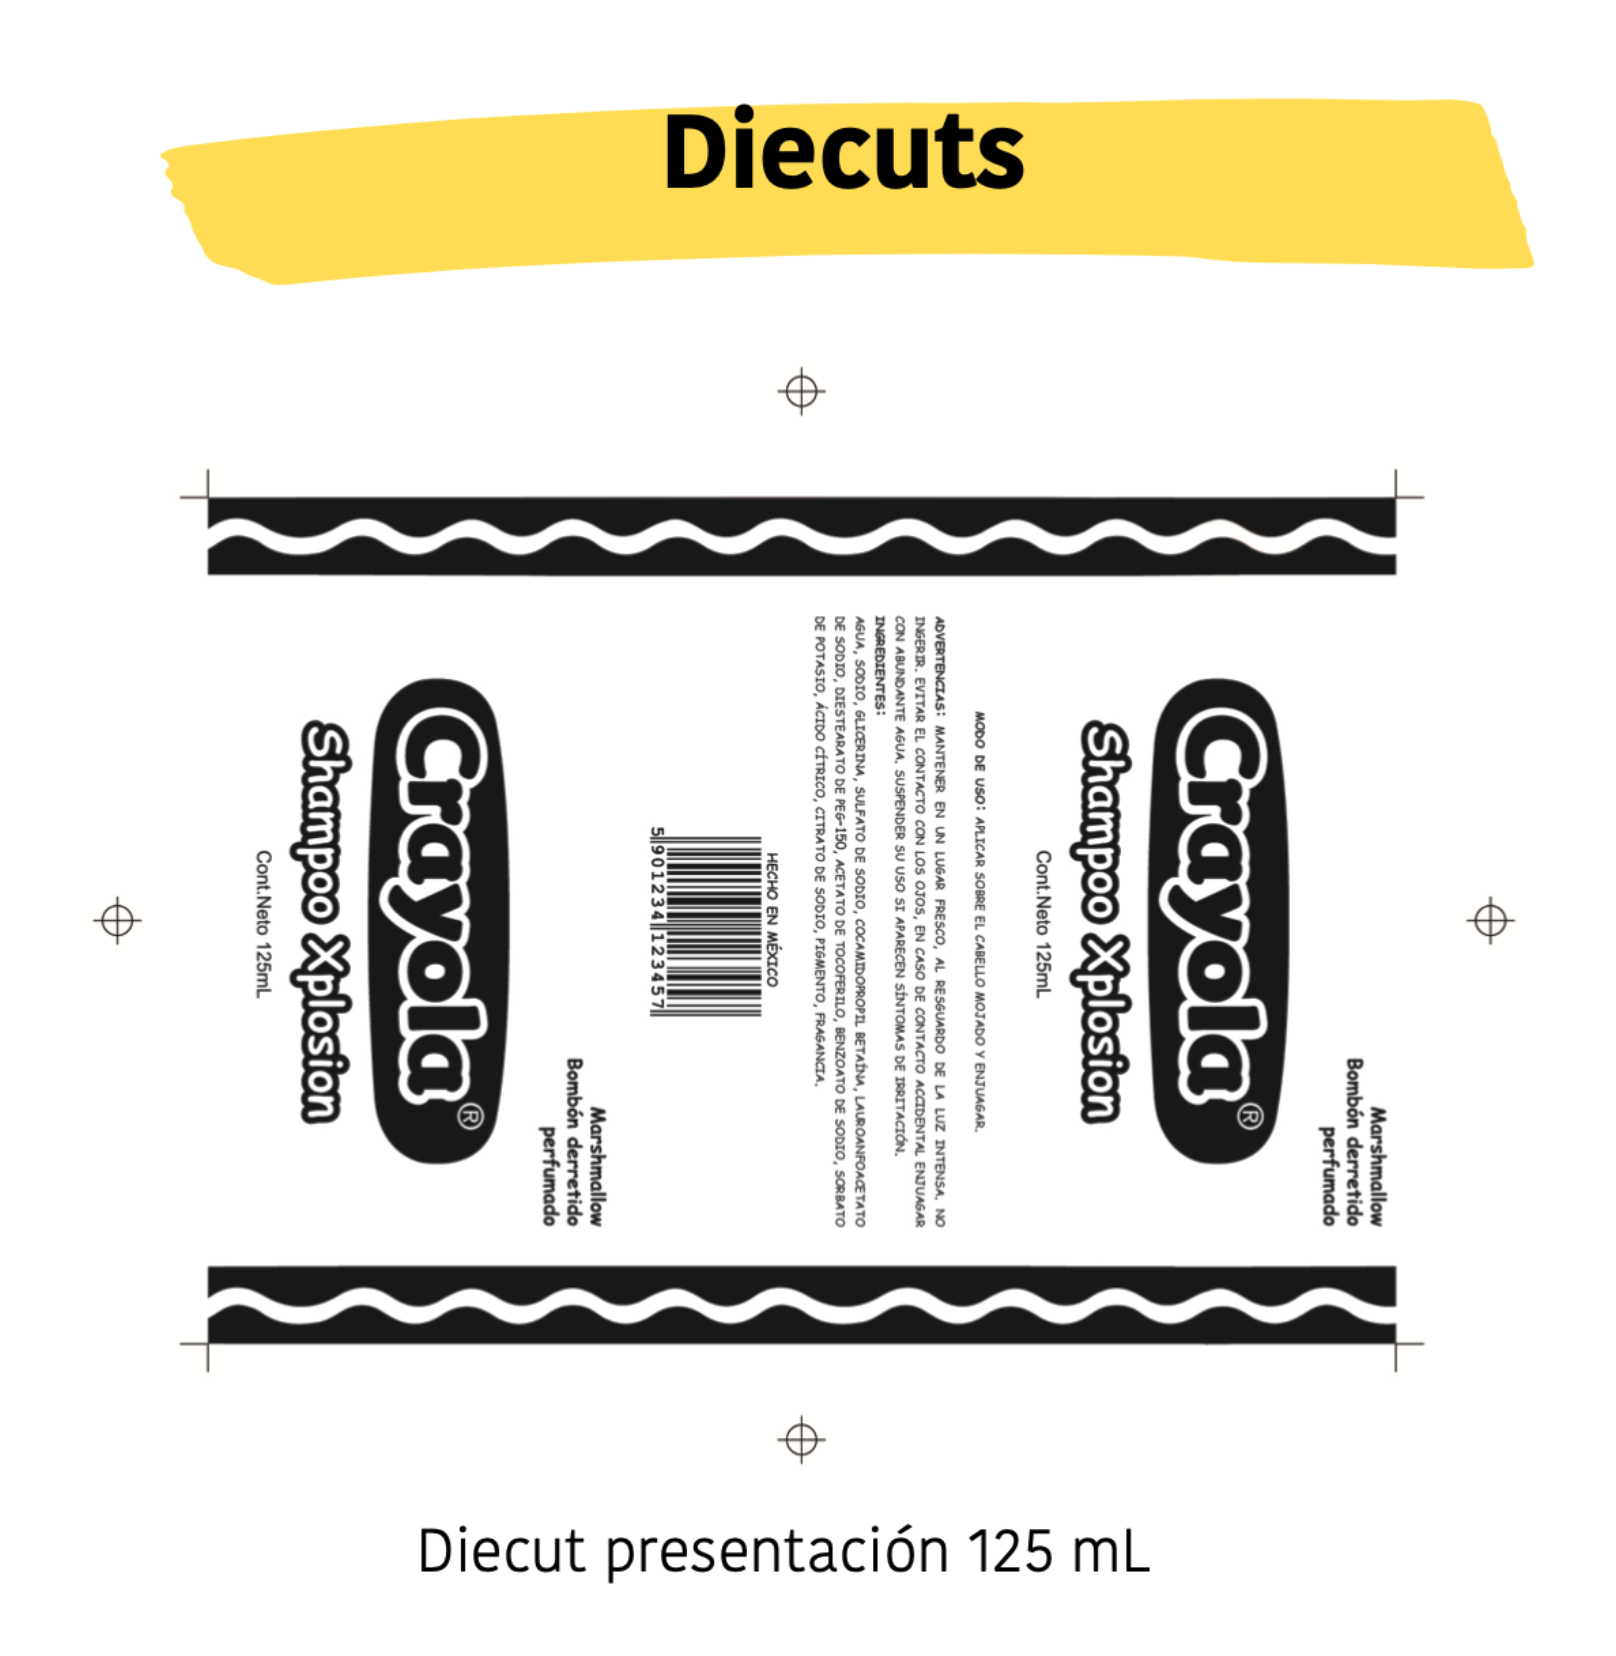 Diecuts
Crayola®
Shampoo Xplosion
Cont.Neto 125mL
Marshmallow
Bombón derretido
perfumado
HECHO EN MÉXICO
5 901234 123457
MODO DE USO: APLICAR SOBRE EL CABELLO MOJADO Y ENJUAGAR.
ADVERTENCIAS: MANTENER EN UN LUGAR FRESCO, AL RESGUARDO DE LA LUZ INTENSA. NO
INGERIR. EVITAR EL CONTACTO CON LOS OJOS, EN CASO DE CONTACTO ACCIDENTAL ENJUAGAR
CON ABUNDANTE AGUA. SUSPENDER SU USO SI APARECEN SÍNTOMAS DE IRRITACIÓN.
INGREDIENTES:
AGUA, SODIO, GLICERINA, SULFATO DE SODIO, COCAMIDOPROPIL BETAÍNA, LAUROANFOACETATO
DE SODIO, DIESTEARATO DE PEG-150, ACETATO DE TOCOFERILO, BENZOATO DE SODIO, SORBATO
DE POTASIO, ÁCIDO CÍTRICO, CITRATO DE SODIO, PIGMENTO, FRAGANCIA.
Marshmallow
Bombón derretido
perfumado
Crayola®
Shampoo Xplosion
Cont.Neto 125mL
Diecut presentación 125 mL